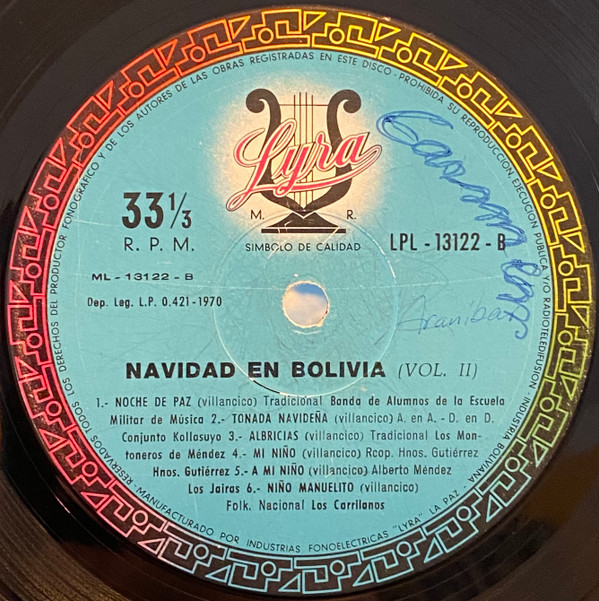 RESERVADOS TODOS LOS DERECHOS DEL PRODUCTOR FONOGRAFICO Y DE LOS AUTORES DE LAS OBRAS REGISTRADAS EN ESTE DISCO - PROHIBIDA SU REPRODUCCION EJECUCION PUBLICA Y/O RADIOTELEDIFUSION INDUSTRIA BOLIVIANA
Lyra
M. R.
SIMBOLO DE CALIDAD
33 1/3
R. P. M.
LPL - 13122 - B
ML - 13122 - B
Dep. Leg. L.P. 0.421 - 1970
Aranibar
NAVIDAD EN BOLIVIA (VOL. II)
1.- NOCHE DE PAZ (villancico) Tradicional Banda de Alumnos de la Escuela
Militar de Música 2.- TONADA NAVIDEÑA (villancico) A. en A. - D. en D.
Conjunto Kollasuyo 3.- ALBRICIAS (villancico) Tradicional Los Mon-
toneros de Méndez 4.- MI NIÑO (villancico) Rcop. Hnos. Gutiérrez
Hnos. Gutiérrez 5.- A MI NIÑO (villancico) Alberto Méndez
Los Jairas 6.- NIÑO MANUELITO (villancico)
Folk. Nacional Los Carrilanos
MANUFACTURADO POR INDUSTRIAS FONOELECTRICAS "LYRA" LA PAZ -